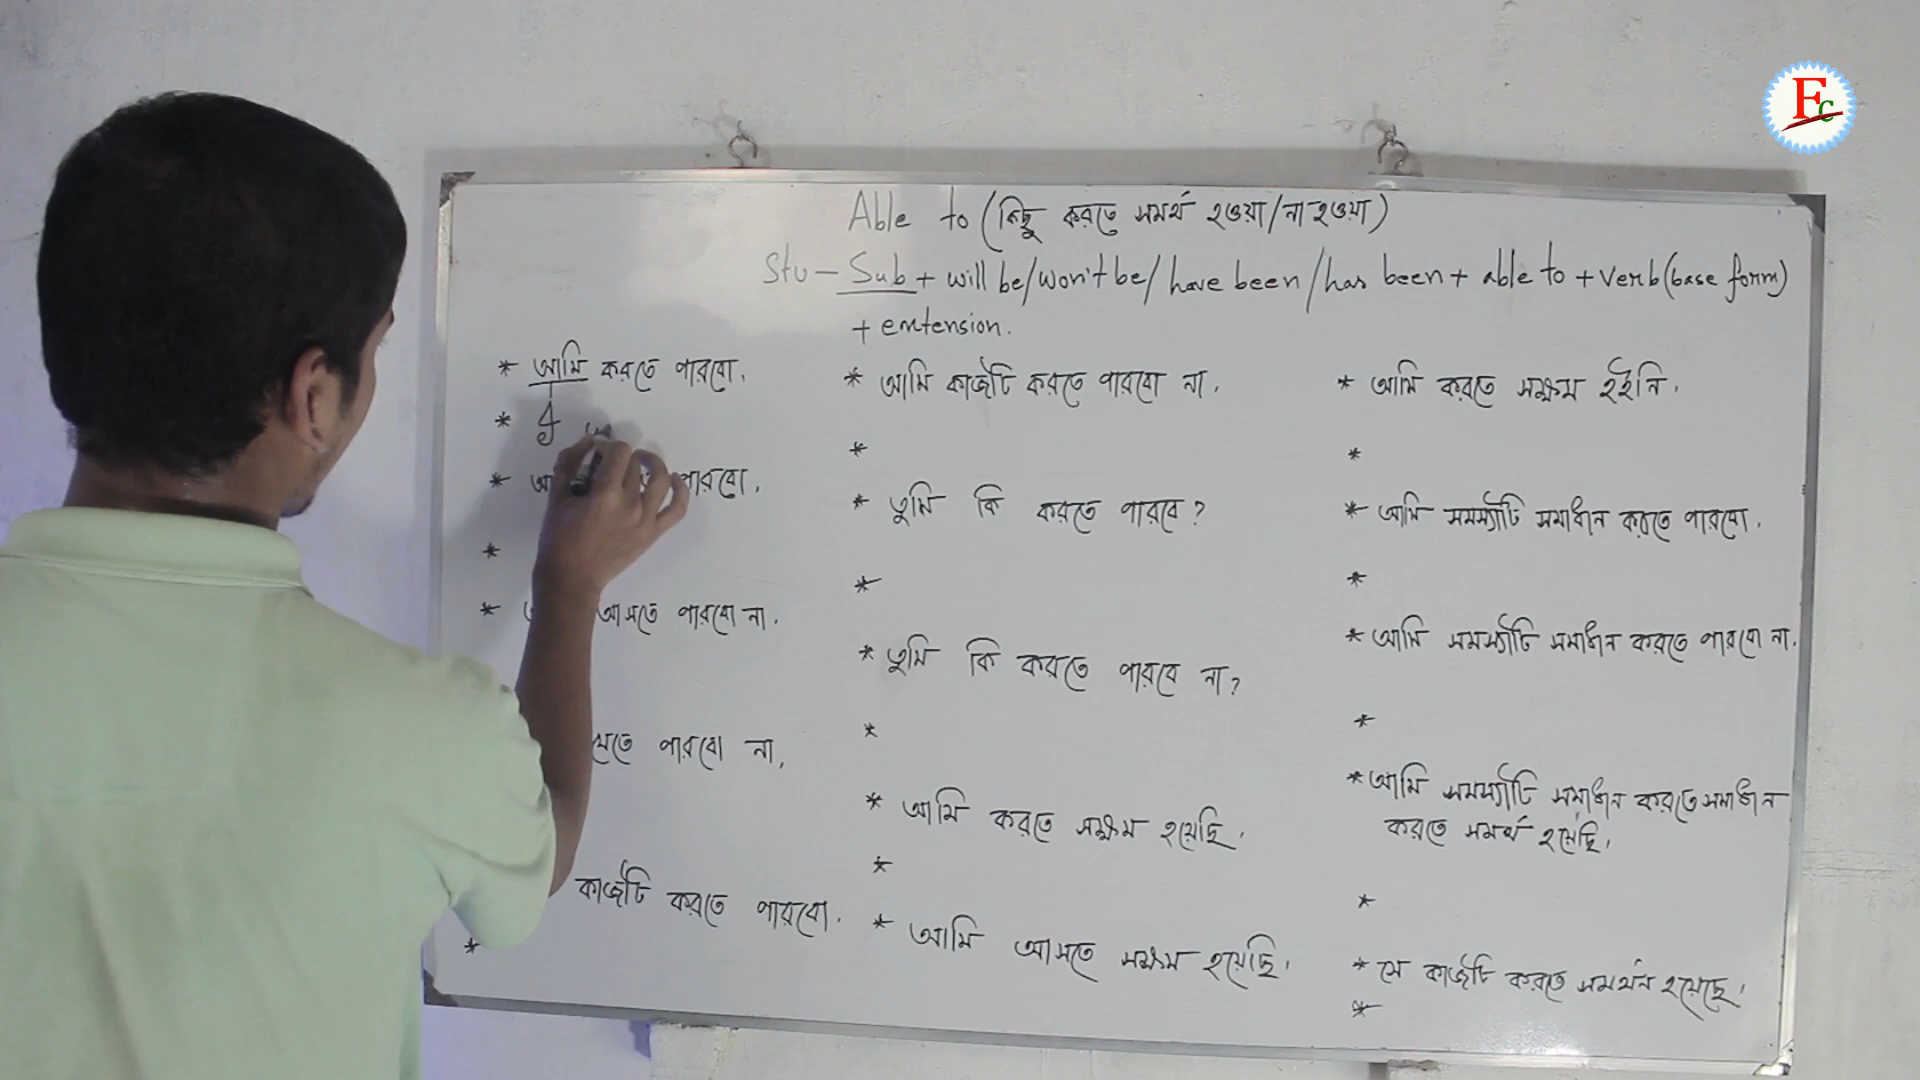 Able to (কিছু করতে সমর্থ হওয়া/না হওয়া)
Stu – Sub + will be/won't be/ have been /has been + able to + verb (base form)
+ extension.
* আমি করতে পারবো.
* I
* পারবো.
*
* আসতে পারবো না.
যেতে পারবো না.
কাজটি করতে পারবো.
*
* আমি কাজটি করতে পারবো না.
*
* তুমি কি করতে পারবে?
*
* তুমি কি করতে পারবে না?
*
* আমি করতে সক্ষম হয়েছি.
*
* আমি আসতে সক্ষম হয়েছি.
* আমি করতে সক্ষম হইনি.
*
* আমি সমস্যাটি সমাধান করতে পারবো.
*
* আমি সমস্যাটি সমাধান করতে পারবো না.
*
* আমি সমস্যাটি সমাধান করতে সমাধান
করতে সমর্থ হয়েছি.
*
* সে কাজটি করতে সমর্থন হয়েছে.
*
Fc